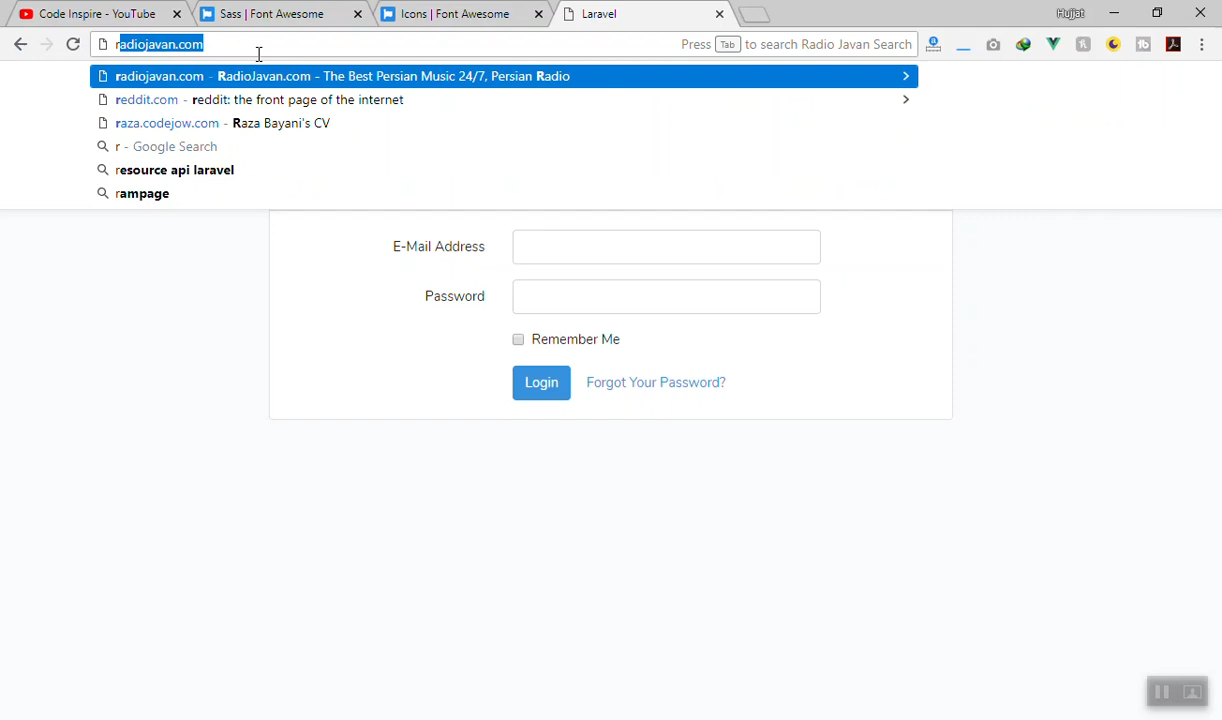 Code Inspire - YouTube
Sass | Font Awesome
Icons | Font Awesome
Laravel
Hujjat
radiojavan.com
Press Tab to search Radio Javan Search
radiojavan.com - RadioJavan.com - The Best Persian Music 24/7, Persian Radio
reddit.com - reddit: the front page of the internet
raza.codejow.com - Raza Bayani's CV
r - Google Search
resource api laravel
rampage
E-Mail Address
Password
Remember Me
Login
Forgot Your Password?